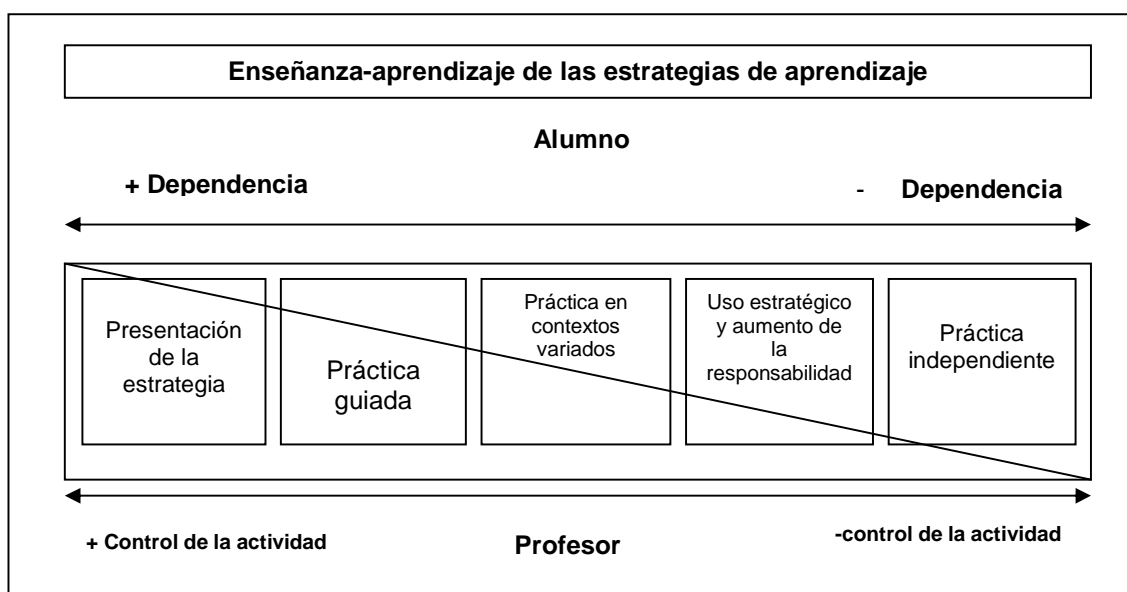 Enseñanza-aprendizaje de las estrategias de aprendizaje
Alumno
+ Dependencia
- Dependencia
Presentación
de la
estrategia
Práctica
guiada
Práctica en
contextos
variados
Uso estratégico
y aumento de
la
responsabilidad
Práctica
independiente
+ Control de la actividad
Profesor
-control de la actividad